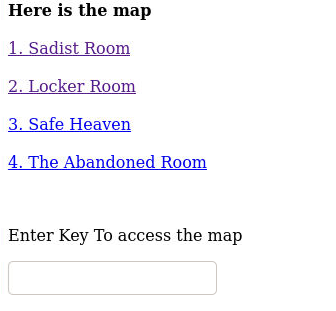 Here is the map
1. Sadist Room
2. Locker Room
3. Safe Heaven
4. The Abandoned Room
Enter Key To access the map